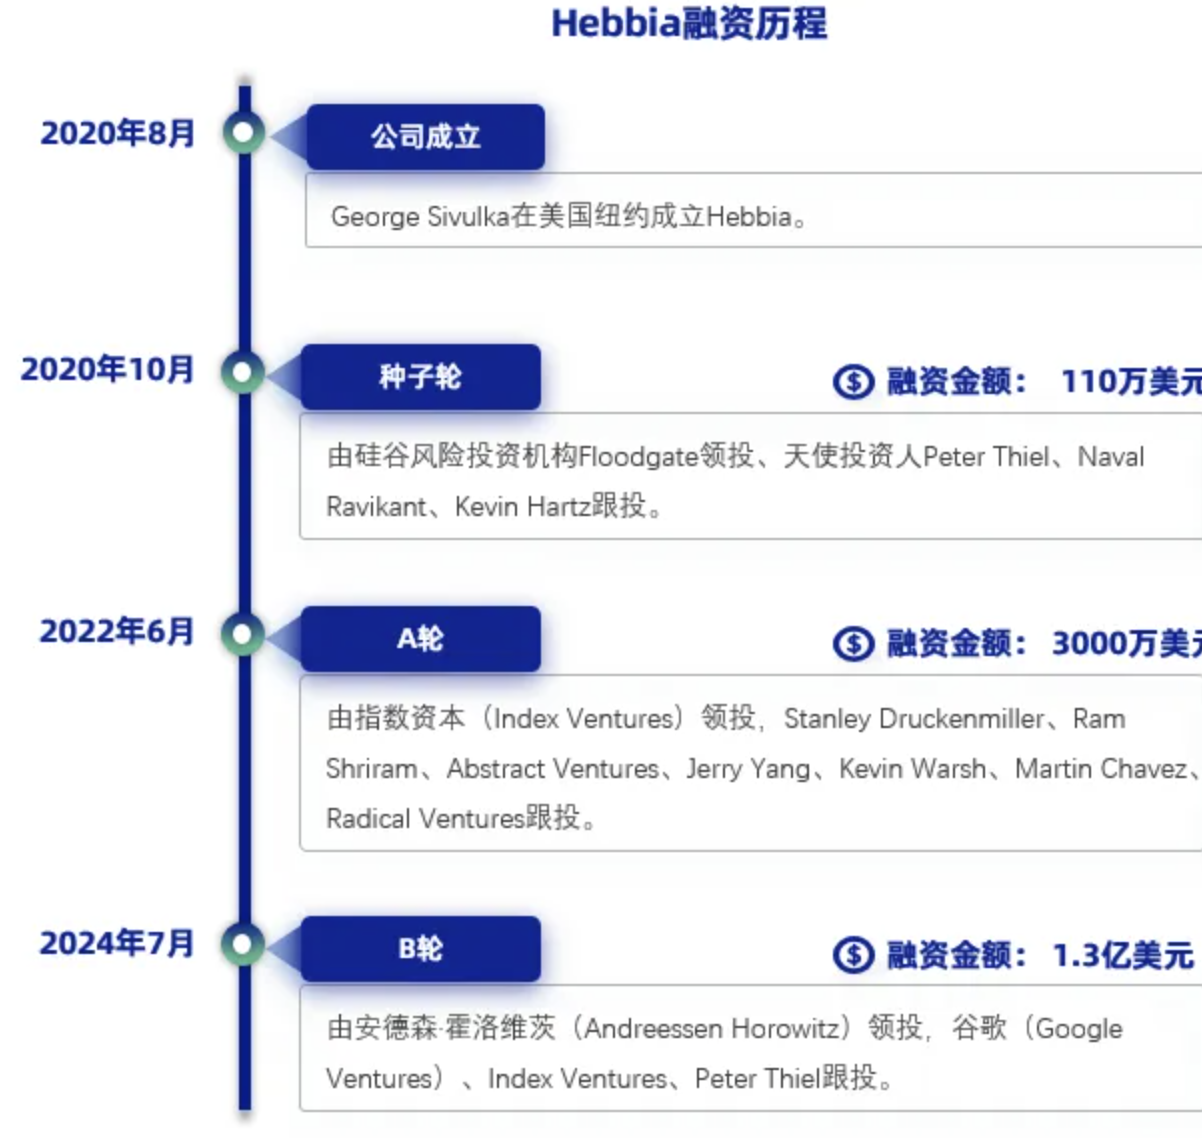 Hebbia融资历程
2020年8月
公司成立
George Sivulka在美国纽约成立Hebbia。
2020年10月
种子轮
融资金额： 110万美元
由硅谷风险投资机构Floodgate领投、天使投资人Peter Thiel、Naval
Ravikant、Kevin Hartz跟投。
2022年6月
A轮
融资金额： 3000万美元
由指数资本（Index Ventures）领投，Stanley Druckenmiller、Ram
Shriram、Abstract Ventures、Jerry Yang、Kevin Warsh、Martin Chavez、
Radical Ventures跟投。
2024年7月
B轮
融资金额： 1.3亿美元
由安德森·霍洛维茨（Andreessen Horowitz）领投，谷歌（Google
Ventures）、Index Ventures、Peter Thiel跟投。